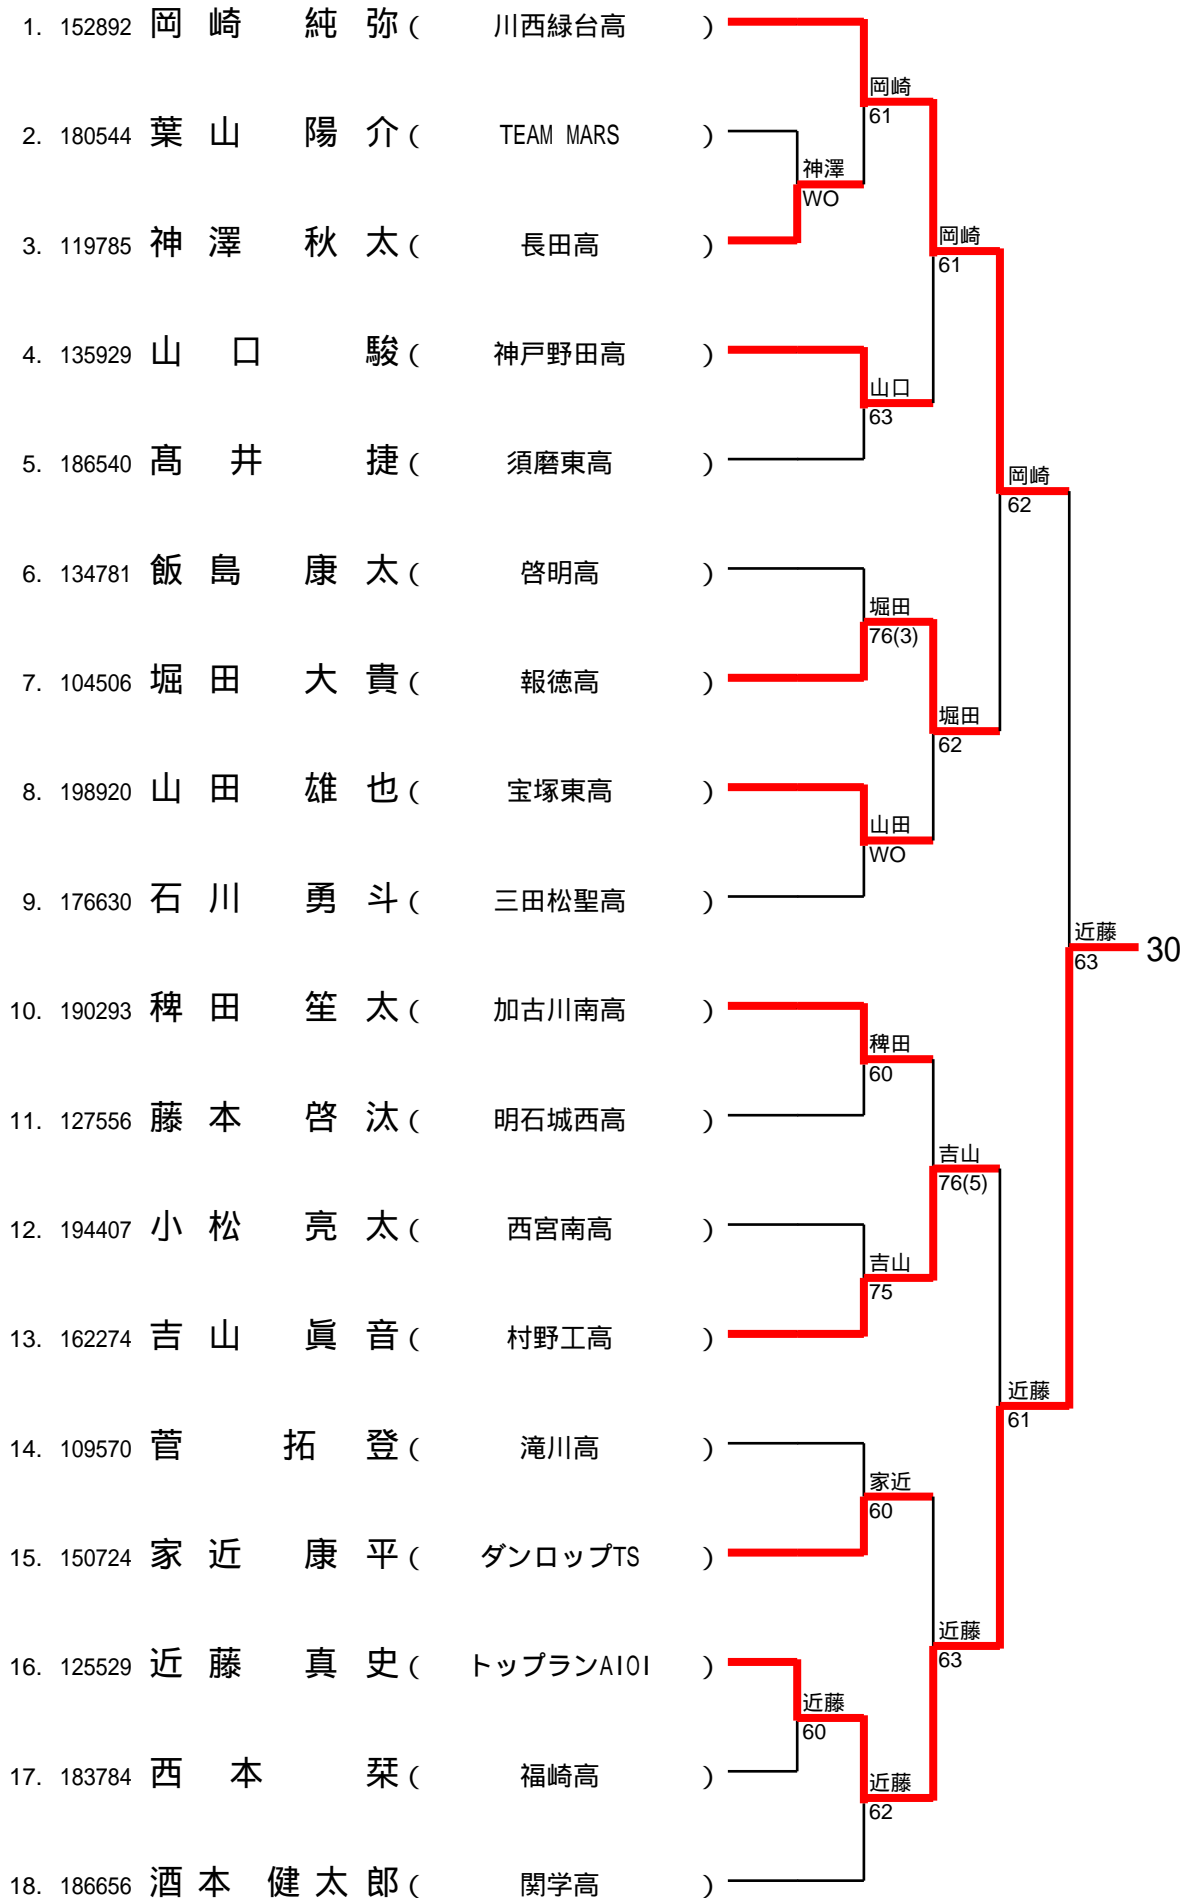 1. 152892 岡崎 純弥 ( 川西緑台高 )
岡崎
61
2. 180544 葉山 陽介 ( TEAM MARS )
神澤
WO
3. 119785 神澤 秋太 ( 長田高 )
岡崎
61
4. 135929 山口 駿 ( 神戸野田高 )
山口
63
5. 186540 髙井 捷 ( 須磨東高 )
岡崎
62
6. 134781 飯島 康太 ( 啓明高 )
堀田
76(3)
7. 104506 堀田 大貴 ( 報徳高 )
堀田
62
8. 198920 山田 雄也 ( 宝塚東高 )
山田
WO
9. 176630 石川 勇斗 ( 三田松聖高 )
近藤
63
30
10. 190293 稗田 笙太 ( 加古川南高 )
稗田
60
11. 127556 藤本 啓汰 ( 明石城西高 )
吉山
76(5)
12. 194407 小松 亮太 ( 西宮南高 )
吉山
75
13. 162274 吉山 眞音 ( 村野工高 )
近藤
61
14. 109570 菅 拓登 ( 滝川高 )
家近
60
15. 150724 家近 康平 ( ダンロップTS )
近藤
63
16. 125529 近藤 真史 ( トップランAIOI )
近藤
60
17. 183784 西本 栞 ( 福崎高 )
近藤
62
18. 186656 酒本 健太郎 ( 関学高 )